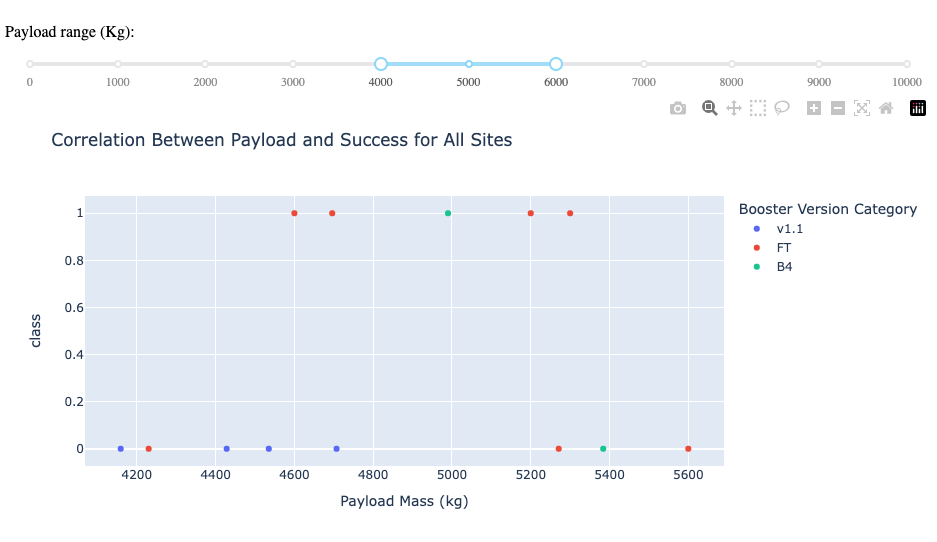 Payload range (Kg):
0 1000 2000 3000 4000 5000 6000 7000 8000 9000 10000
Correlation Between Payload and Success for All Sites
Booster Version Category
v1.1
FT
B4
1
0.8
0.6
0.4
0.2
0
class
4200 4400 4600 4800 5000 5200 5400 5600
Payload Mass (kg)